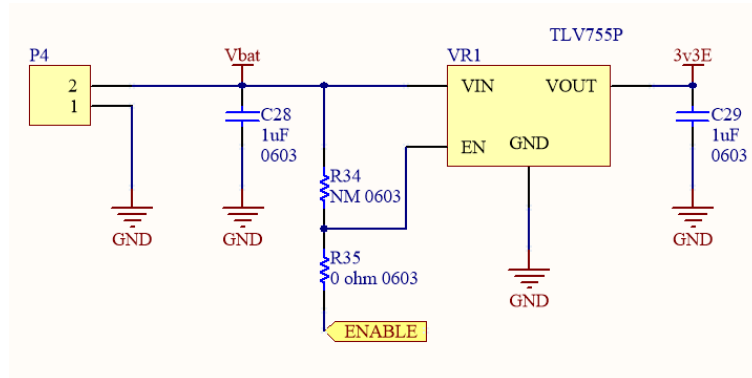 TLV755P
P4
Vbat
VR1
3v3E
2
1
VIN
VOUT
C28
1uF
0603
EN
GND
C29
1uF
0603
R34
NM 0603
GND
GND
GND
R35
0 ohm 0603
GND
ENABLE